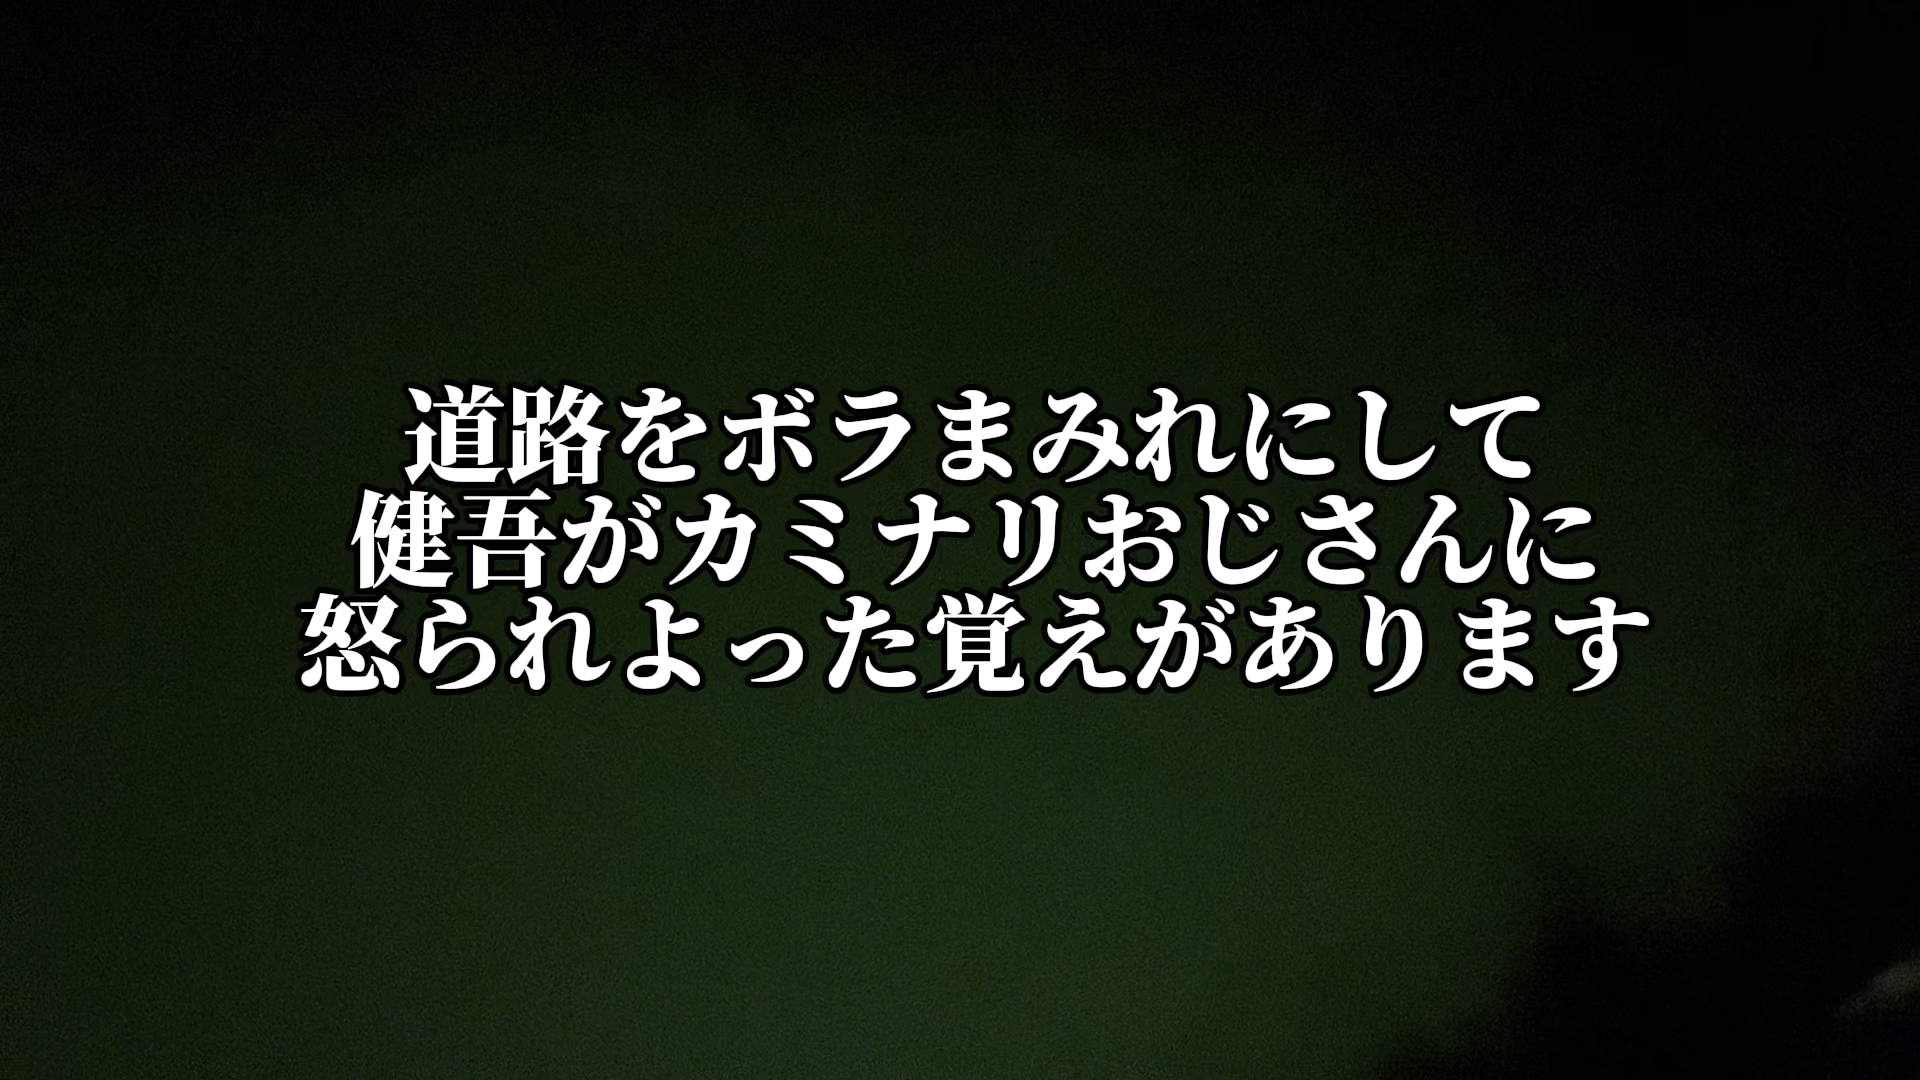 道路をボラまみれにして
健吾がカミナリおじさんに
怒られよった覚えがあります